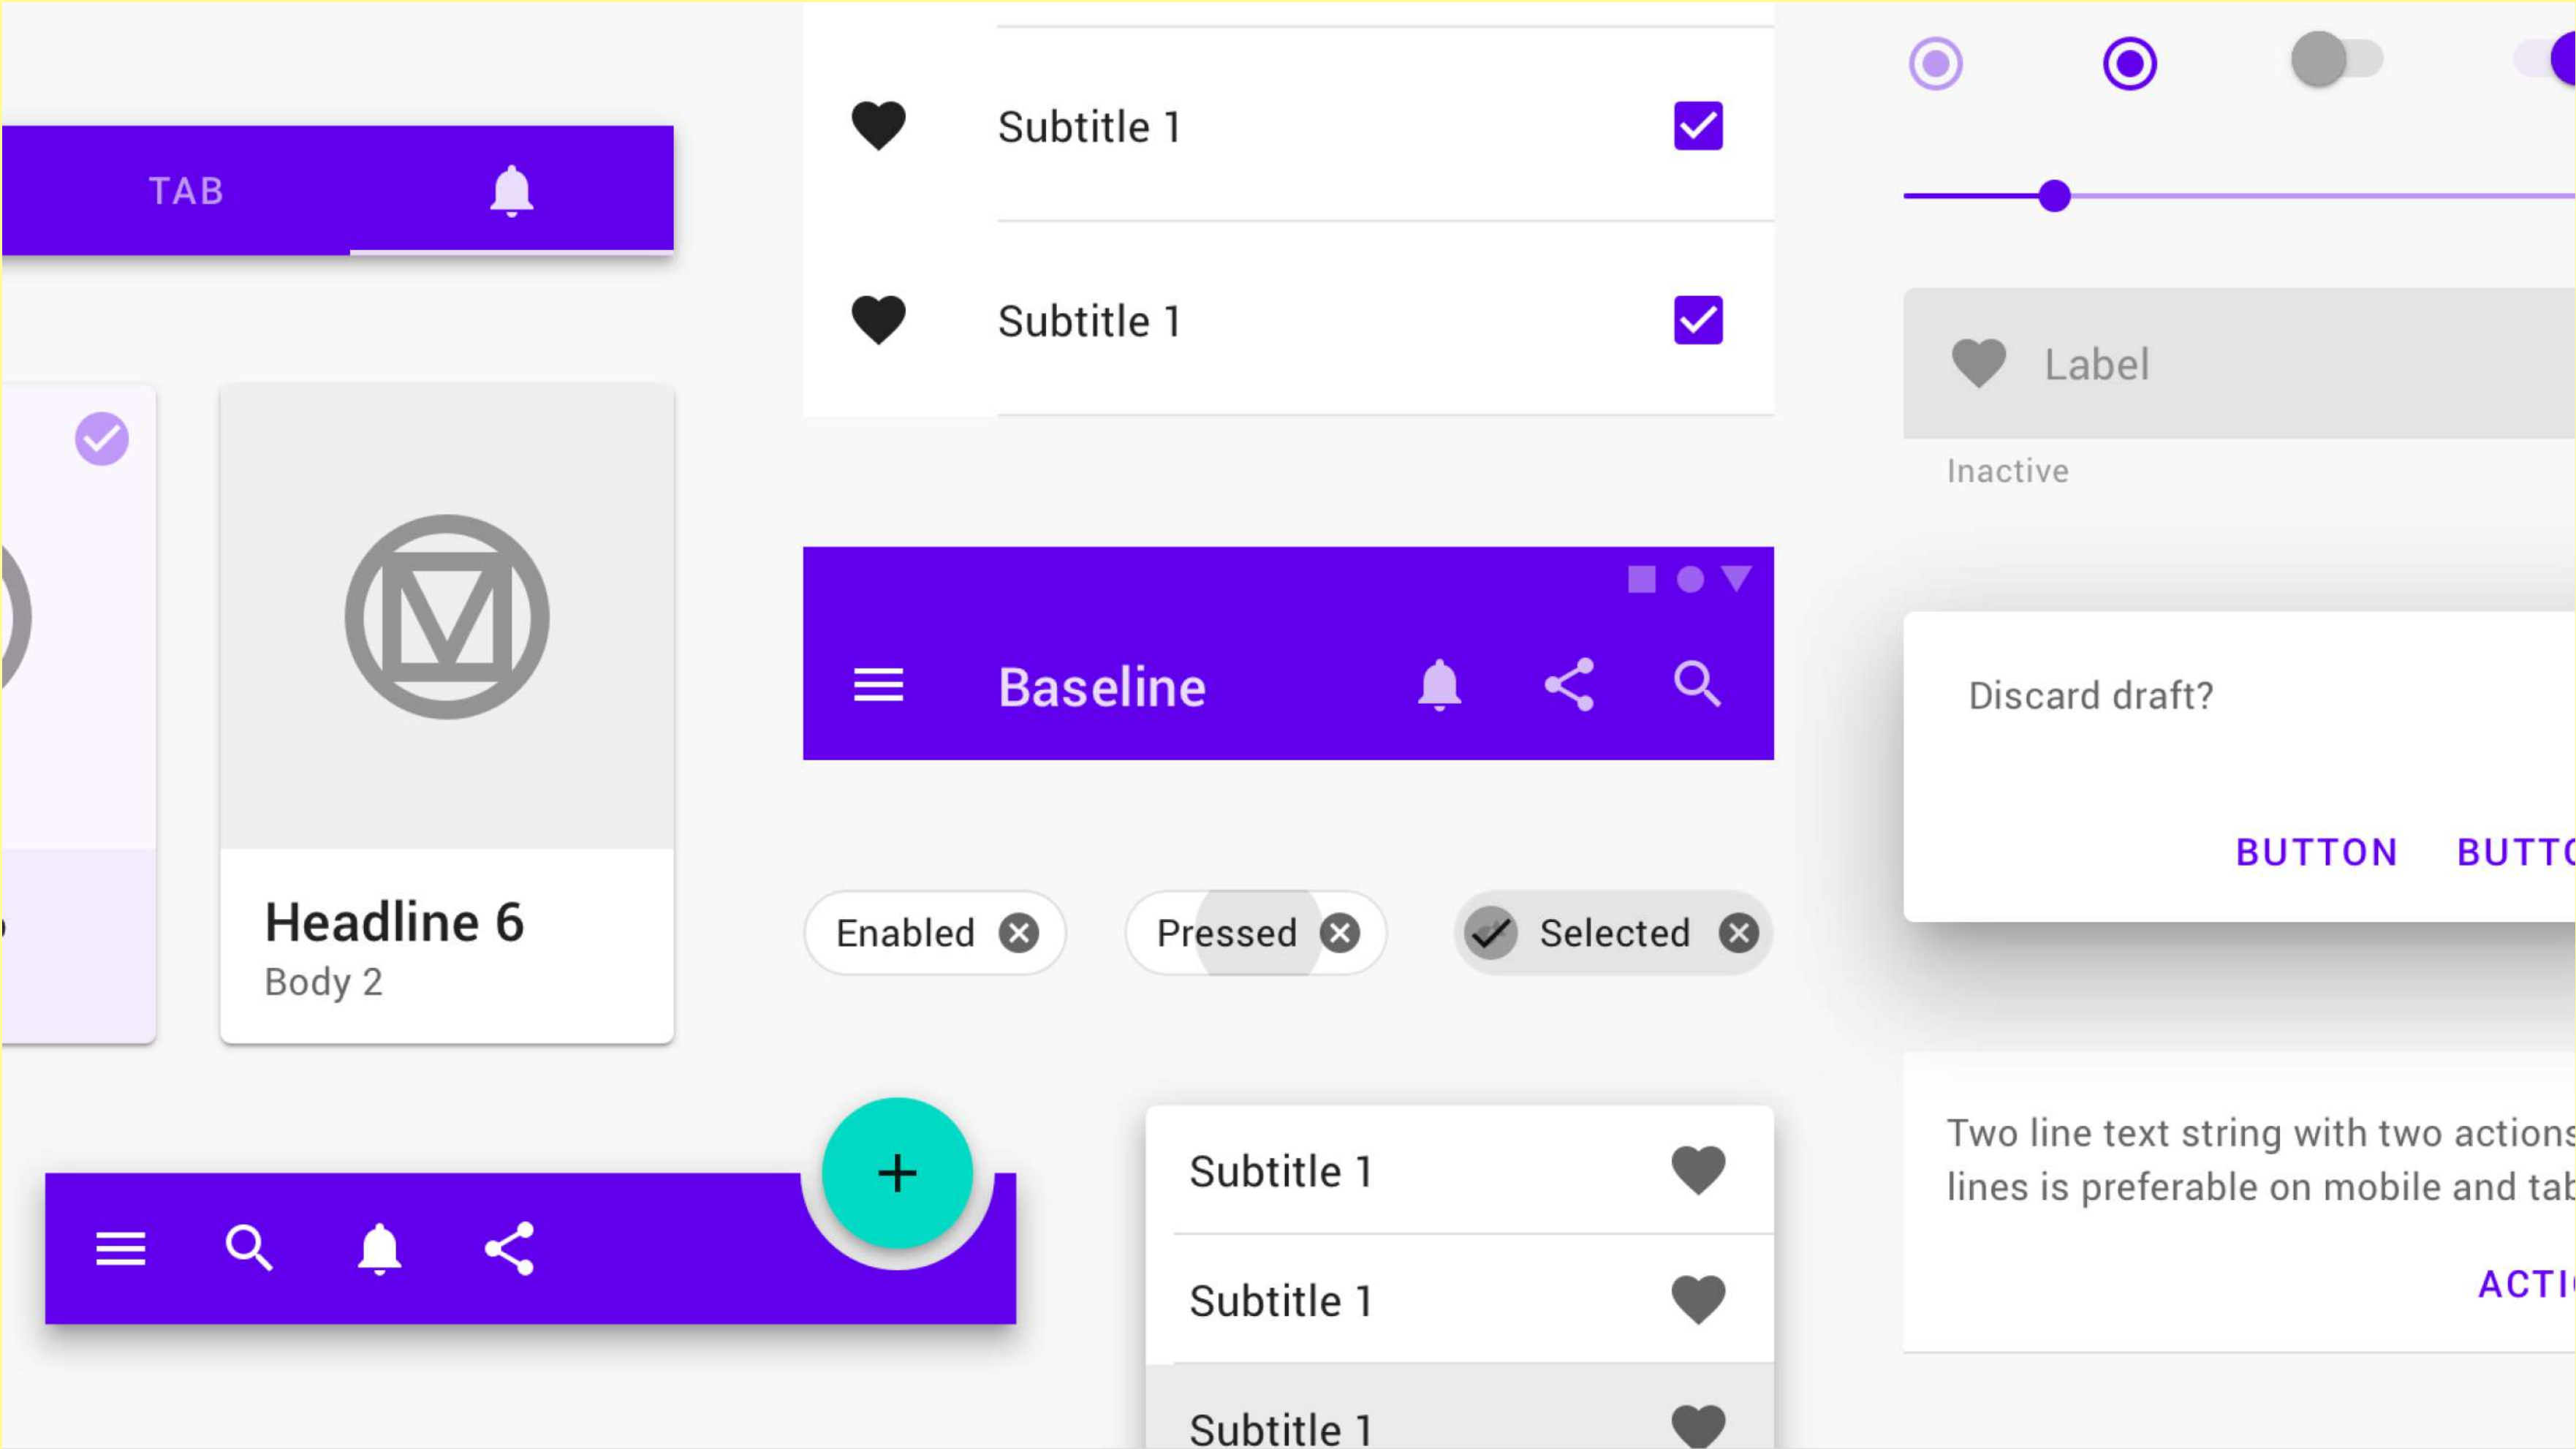 TAB
Headline 6
Body 2
Subtitle 1
Subtitle 1
Baseline
Enabled
Pressed
Selected
Subtitle 1
Subtitle 1
Subtitle 1
Label
Inactive
Discard draft?
BUTTON
Two line text string with two actions
lines is preferable on mobile and